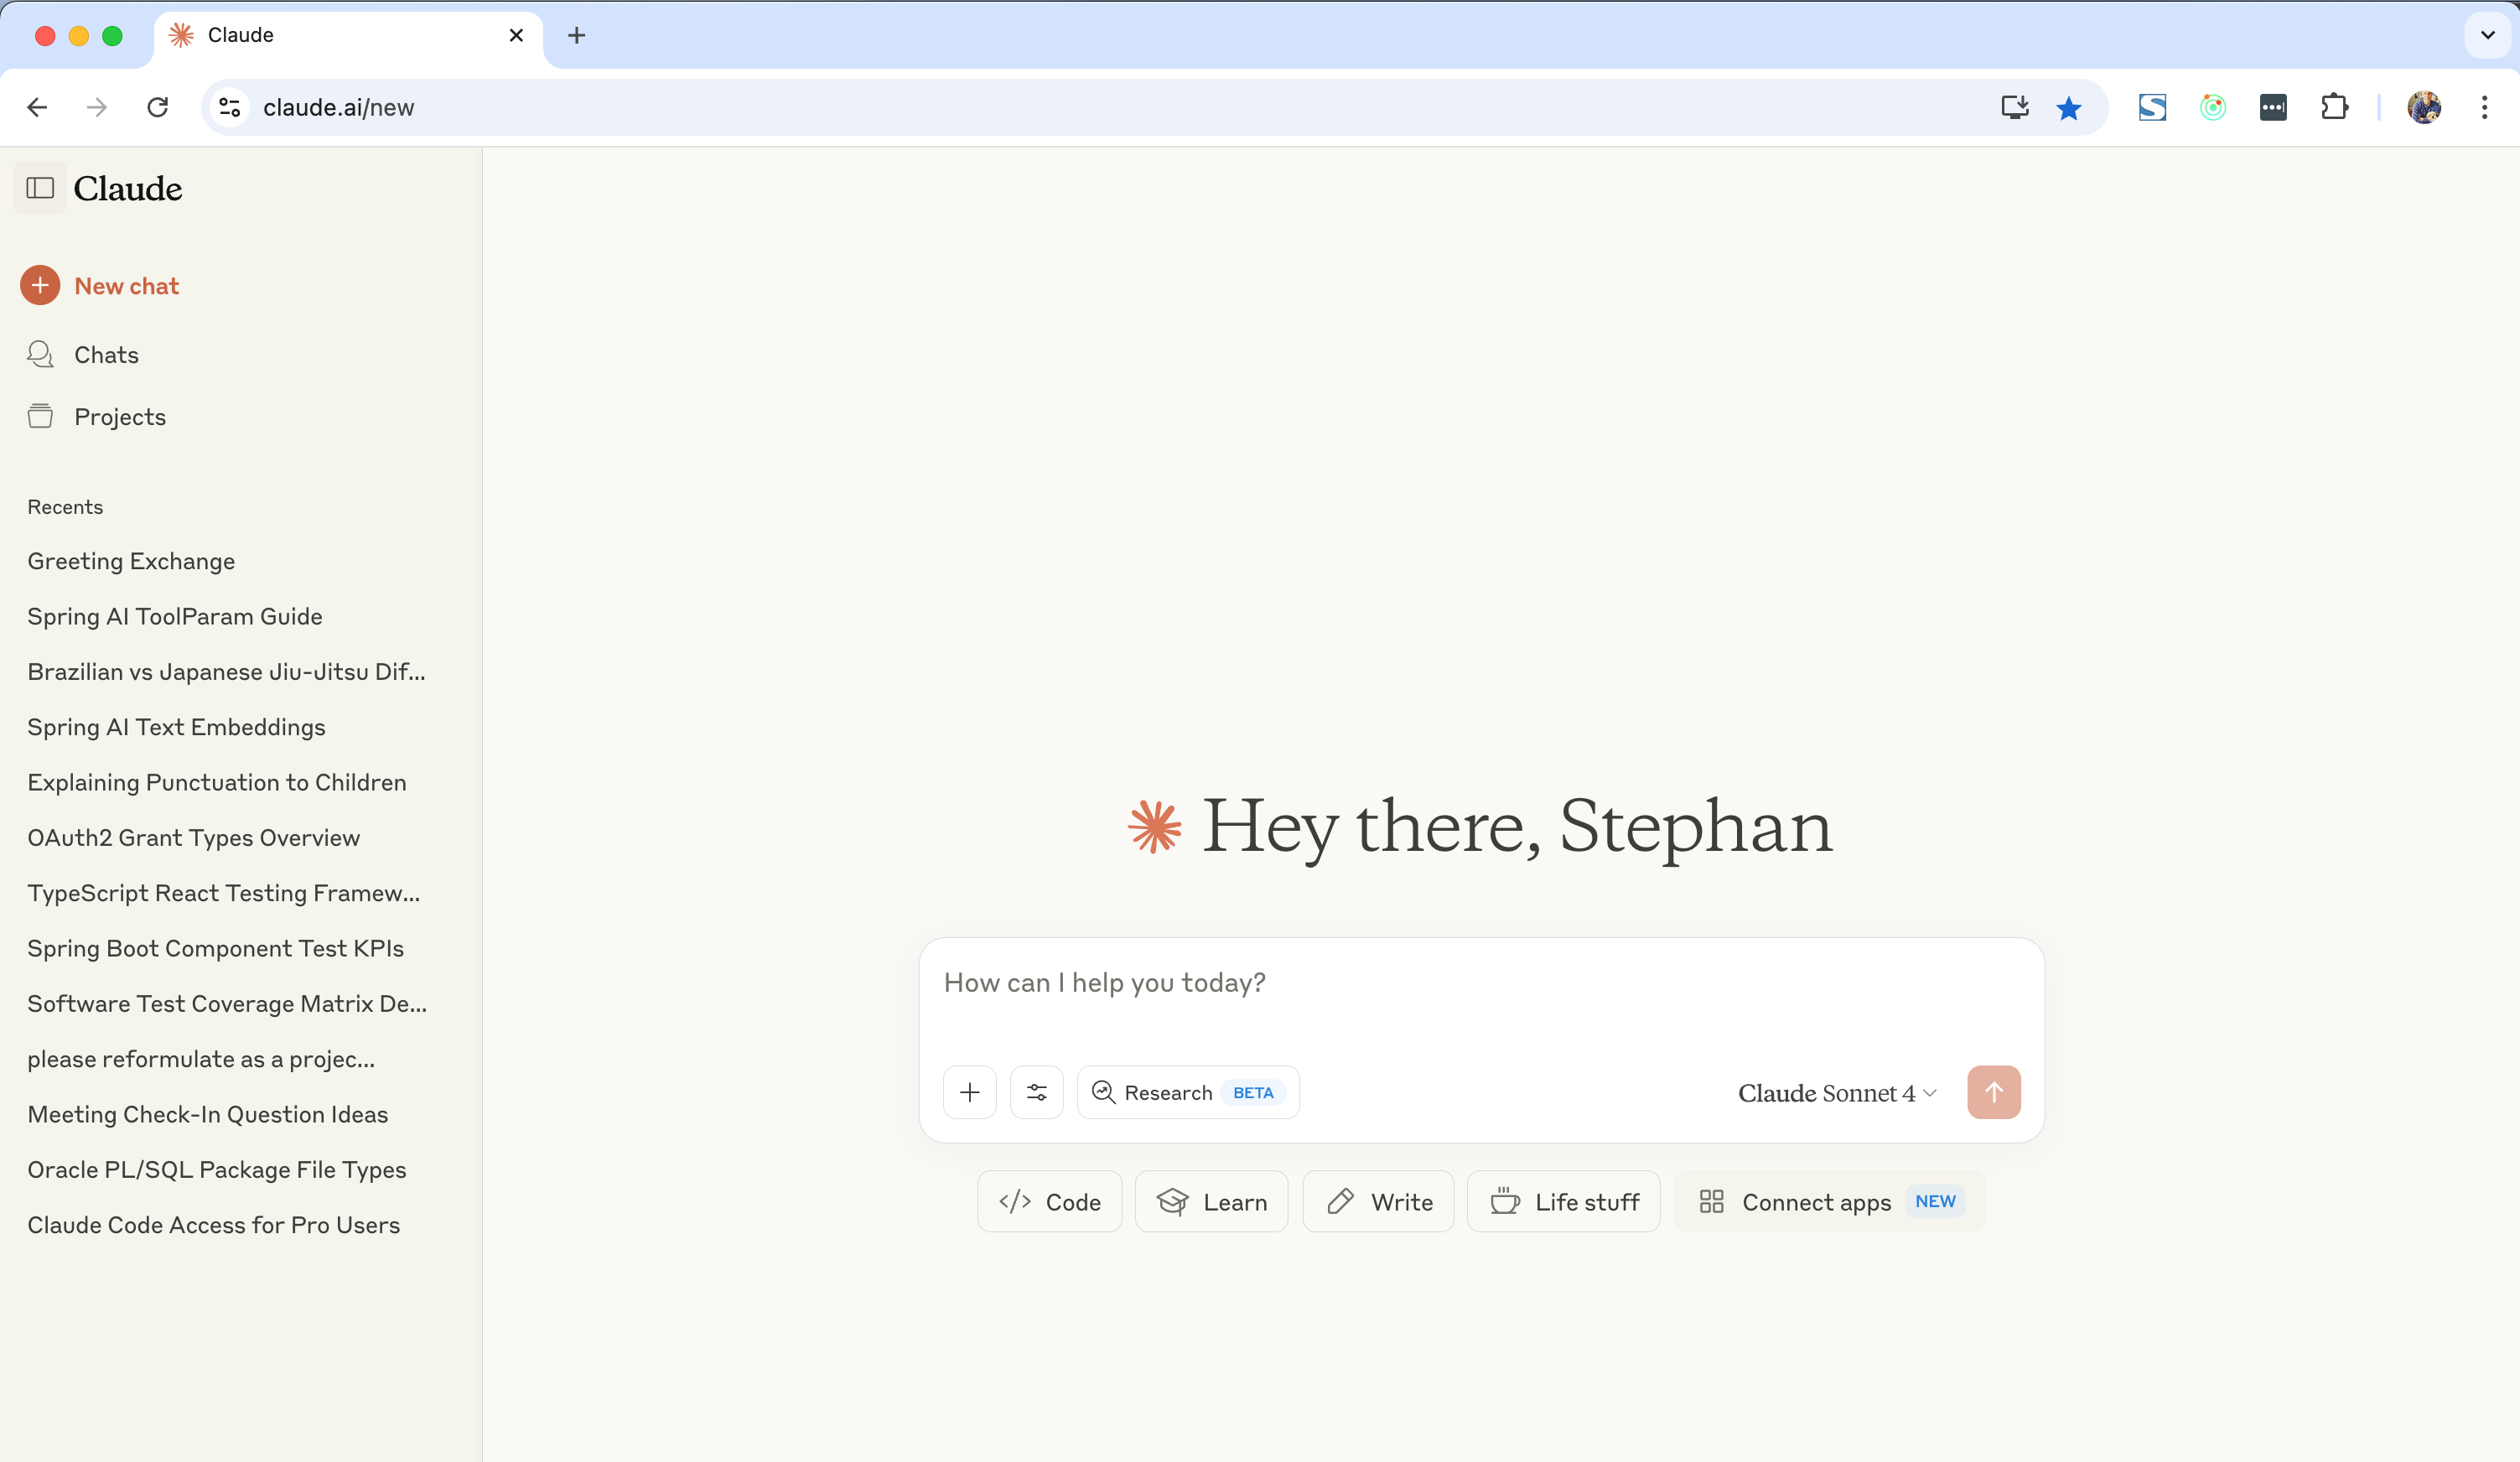 Claude
claude.ai/new
Claude
New chat
Chats
Projects
Recents
Greeting Exchange
Spring AI ToolParam Guide
Brazilian vs Japanese Jiu-Jitsu Dif...
Spring AI Text Embeddings
Explaining Punctuation to Children
OAuth2 Grant Types Overview
TypeScript React Testing Framew...
Spring Boot Component Test KPIs
Software Test Coverage Matrix De...
please reformulate as a projec...
Meeting Check-In Question Ideas
Oracle PL/SQL Package File Types
Claude Code Access for Pro Users
Hey there, Stephan
How can I help you today?
Research BETA
Claude Sonnet 4
Code
Learn
Write
Life stuff
Connect apps NEW